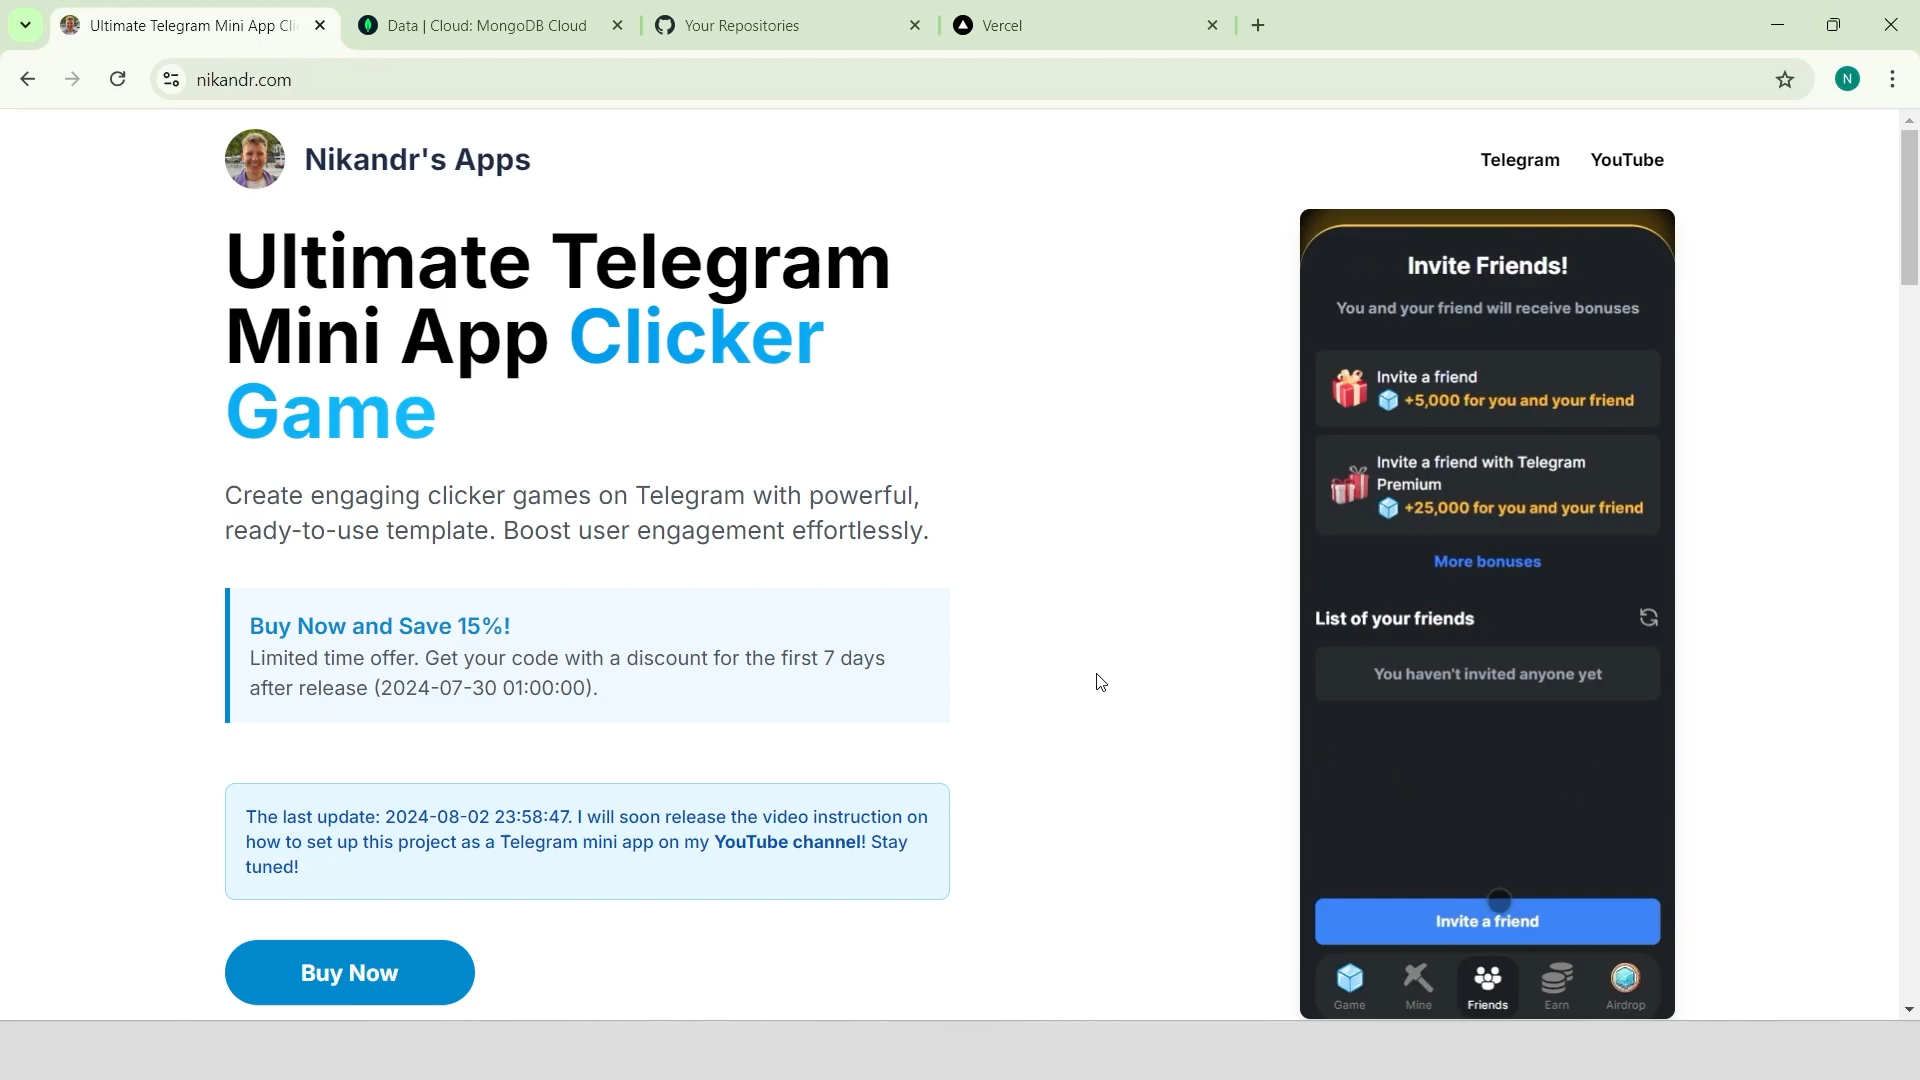 Ultimate Telegram Mini App Cli
Data | Cloud: MongoDB Cloud
Your Repositories
Vercel
nikandr.com
N
Nikandr's Apps
Telegram
YouTube
Ultimate Telegram
Mini App Clicker
Game
Create engaging clicker games on Telegram with powerful,
ready-to-use template. Boost user engagement effortlessly.
Buy Now and Save 15%!
Limited time offer. Get your code with a discount for the first 7 days
after release (2024-07-30 01:00:00).
The last update: 2024-08-02 23:58:47. I will soon release the video instruction on
how to set up this project as a Telegram mini app on my YouTube channel! Stay
tuned!
Buy Now
Invite Friends!
You and your friend will receive bonuses
Invite a friend
+5,000 for you and your friend
Invite a friend with Telegram
Premium
+25,000 for you and your friend
More bonuses
List of your friends
You haven't invited anyone yet
Invite a friend
Game
Mine
Friends
Earn
Airdrop